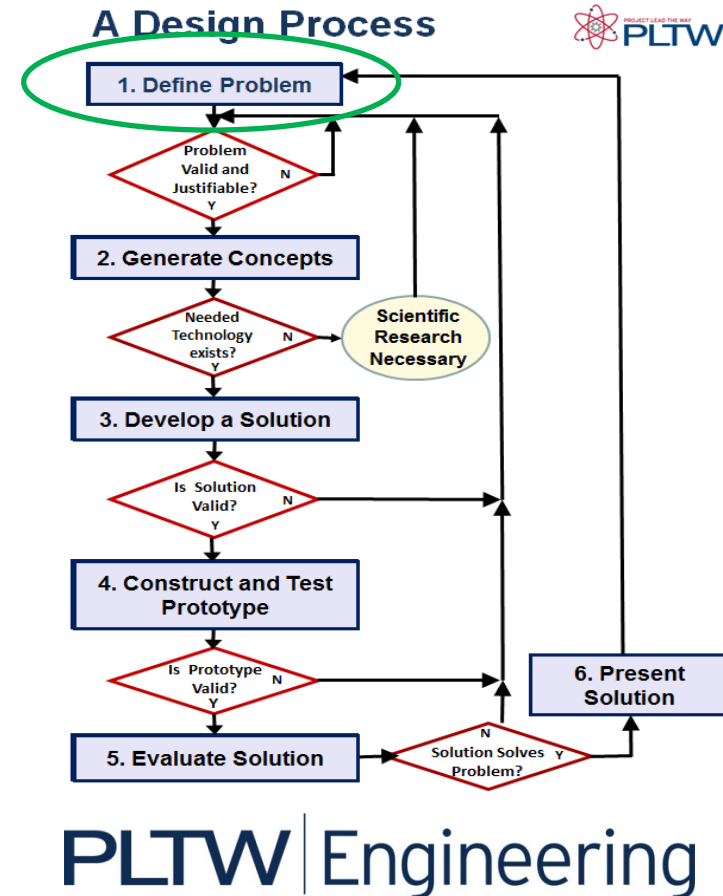 A Design Process
PROJECT LEAD THE WAY
PLTW
1. Define Problem
Problem
Valid and
Justifiable?
N
Y
2. Generate Concepts
Needed
Technology
exists?
N
Y
Scientific
Research
Necessary
3. Develop a Solution
Is Solution
Valid?
N
Y
4. Construct and Test
Prototype
Is Prototype
Valid?
N
Y
6. Present
Solution
5. Evaluate Solution
N
Solution Solves
Problem?
Y
PLTW Engineering